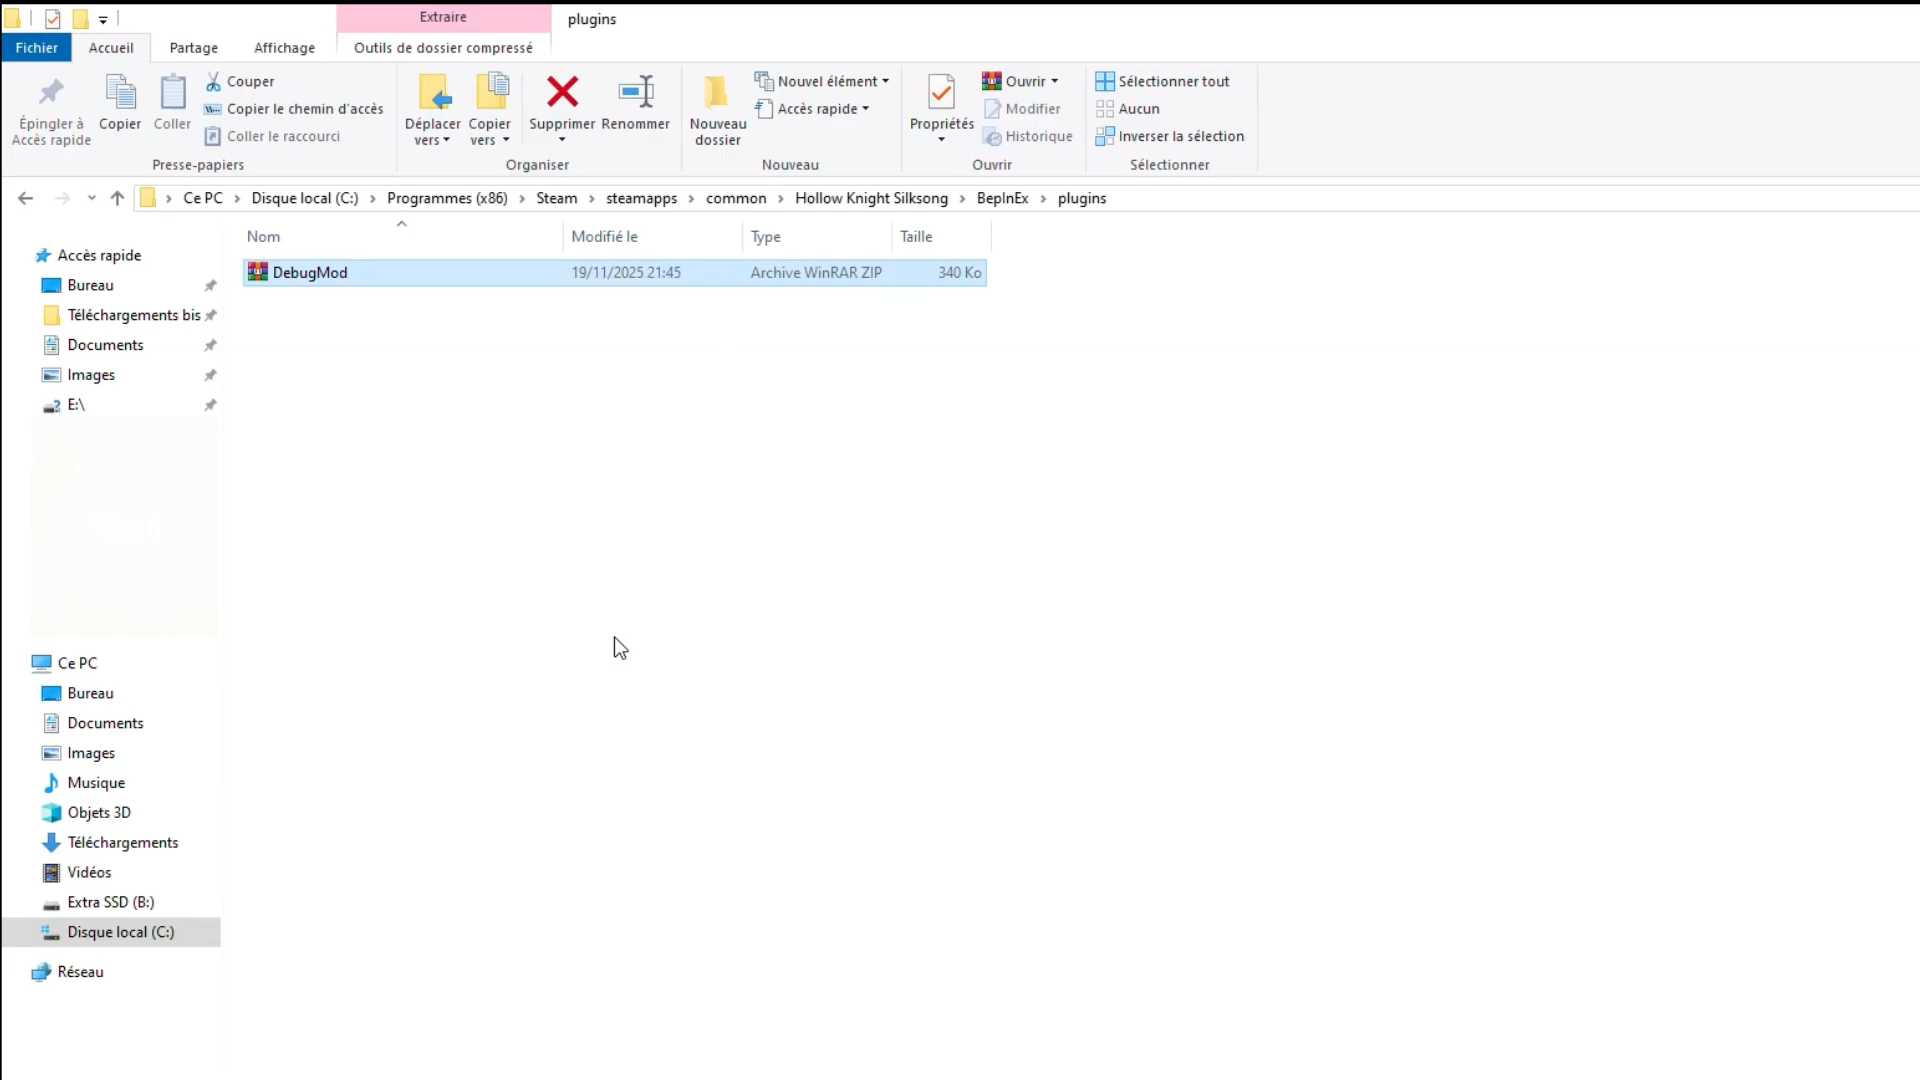 Extraire
plugins
Fichier
Accueil
Partage
Affichage
Outils de dossier compressé
Épingler à
Accès rapide
Copier
Coller
Couper
Copier le chemin d'accès
Coller le raccourci
Presse-papiers
Déplacer
vers
Copier
vers
Supprimer
Renommer
Organiser
Nouveau
dossier
Nouvel élément
Accès rapide
Nouveau
Propriétés
Ouvrir
Modifier
Historique
Ouvrir
Sélectionner tout
Aucun
Inverser la sélection
Sélectionner
Ce PC > Disque local (C:) > Programmes (x86) > Steam > steamapps > common > Hollow Knight Silksong > BepInEx > plugins
Nom Modifié le Type Taille
DebugMod 19/11/2025 21:45 Archive WinRAR ZIP 340 Ko
Accès rapide
Bureau
Téléchargements bis
Documents
Images
E:\
Ce PC
Bureau
Documents
Images
Musique
Objets 3D
Téléchargements
Vidéos
Extra SSD (B:)
Disque local (C:)
Réseau